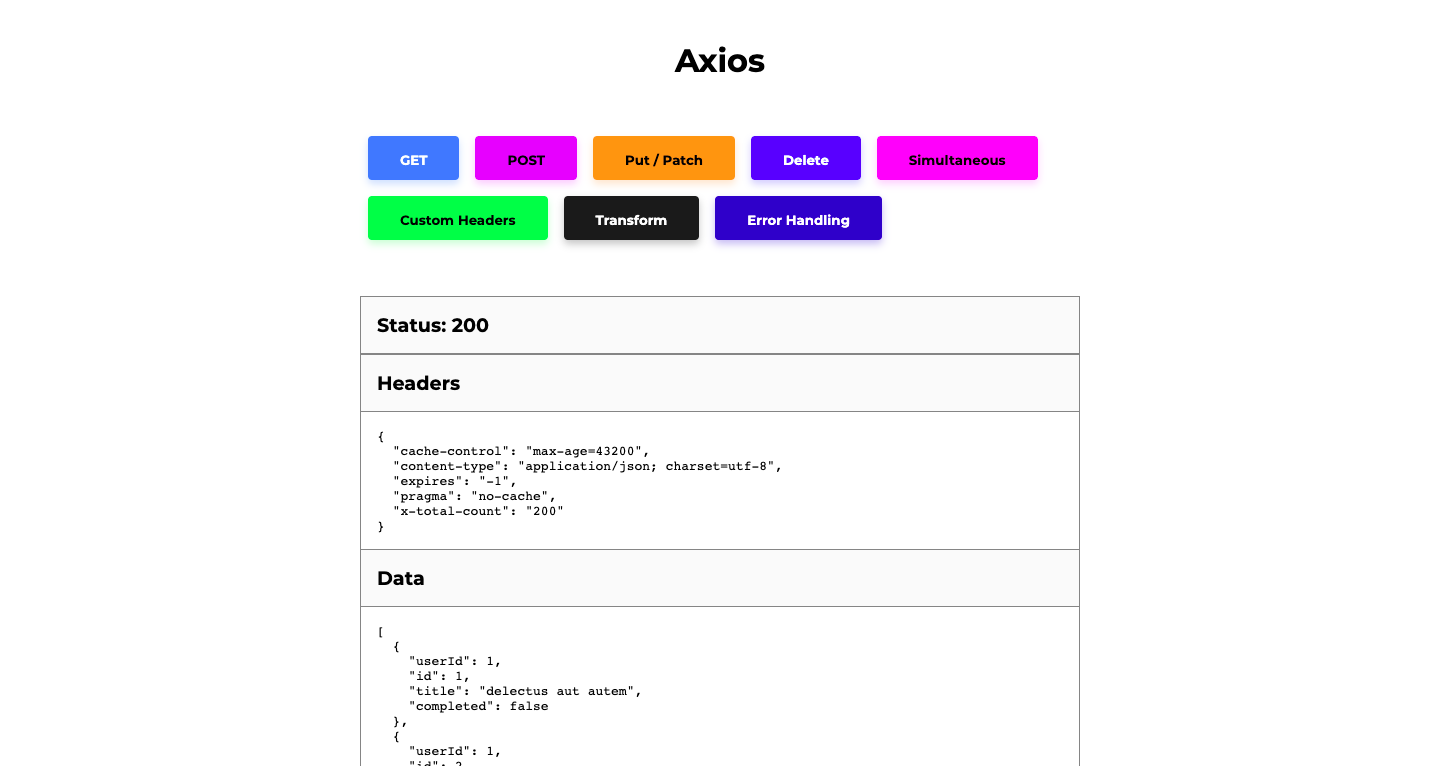 Axios
GET POST Put / Patch Delete Simultaneous
Custom Headers Transform Error Handling
Status: 200
Headers
{
  "cache-control": "max-age=43200",
  "content-type": "application/json; charset=utf-8",
  "expires": "-1",
  "pragma": "no-cache",
  "x-total-count": "200"
}
Data
[
  {
    "userId": 1,
    "id": 1,
    "title": "delectus aut autem",
    "completed": false
  },
  {
    "userId": 1,
    "id": 2,